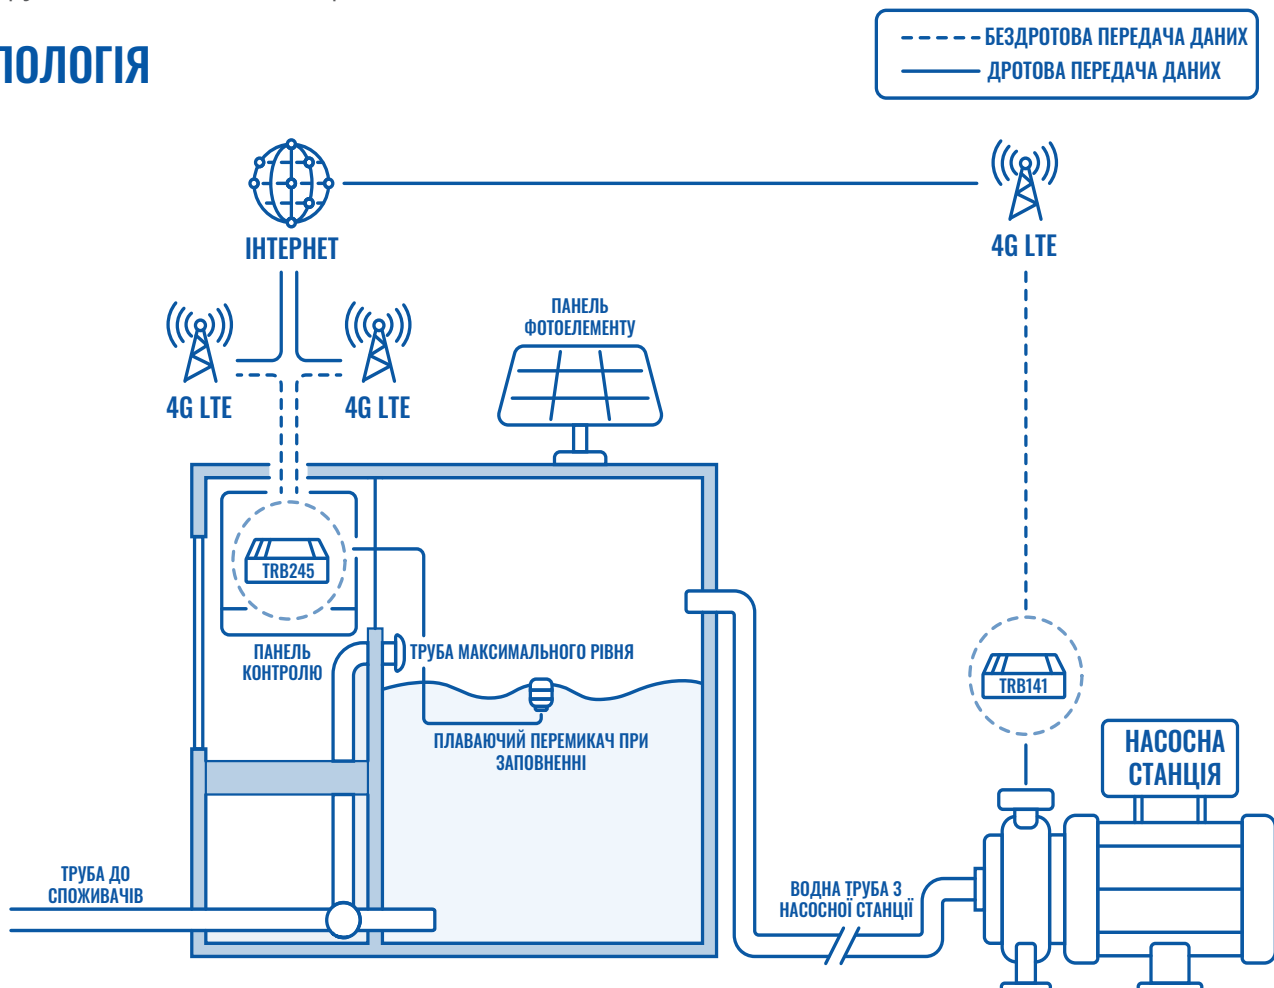 ПОЛОГІЯ
БЕЗДРОТОВА ПЕРЕДАЧА ДАНИХ
ДРОТОВА ПЕРЕДАЧА ДАНИХ
ІНТЕРНЕТ
4G LTE
4G LTE
4G LTE
ПАНЕЛЬ
ФОТОЕЛЕМЕНТУ
TRB245
ПАНЕЛЬ
КОНТРОЛЮ
ТРУБА МАКСИМАЛЬНОГО РІВНЯ
ПЛАВАЮЧИЙ ПЕРЕМИКАЧ ПРИ
ЗАПОВНЕННІ
TRB141
НАСОСНА
СТАНЦІЯ
ТРУБА ДО
СПОЖИВАЧІВ
ВОДНА ТРУБА З
НАСОСНОЇ СТАНЦІЇ